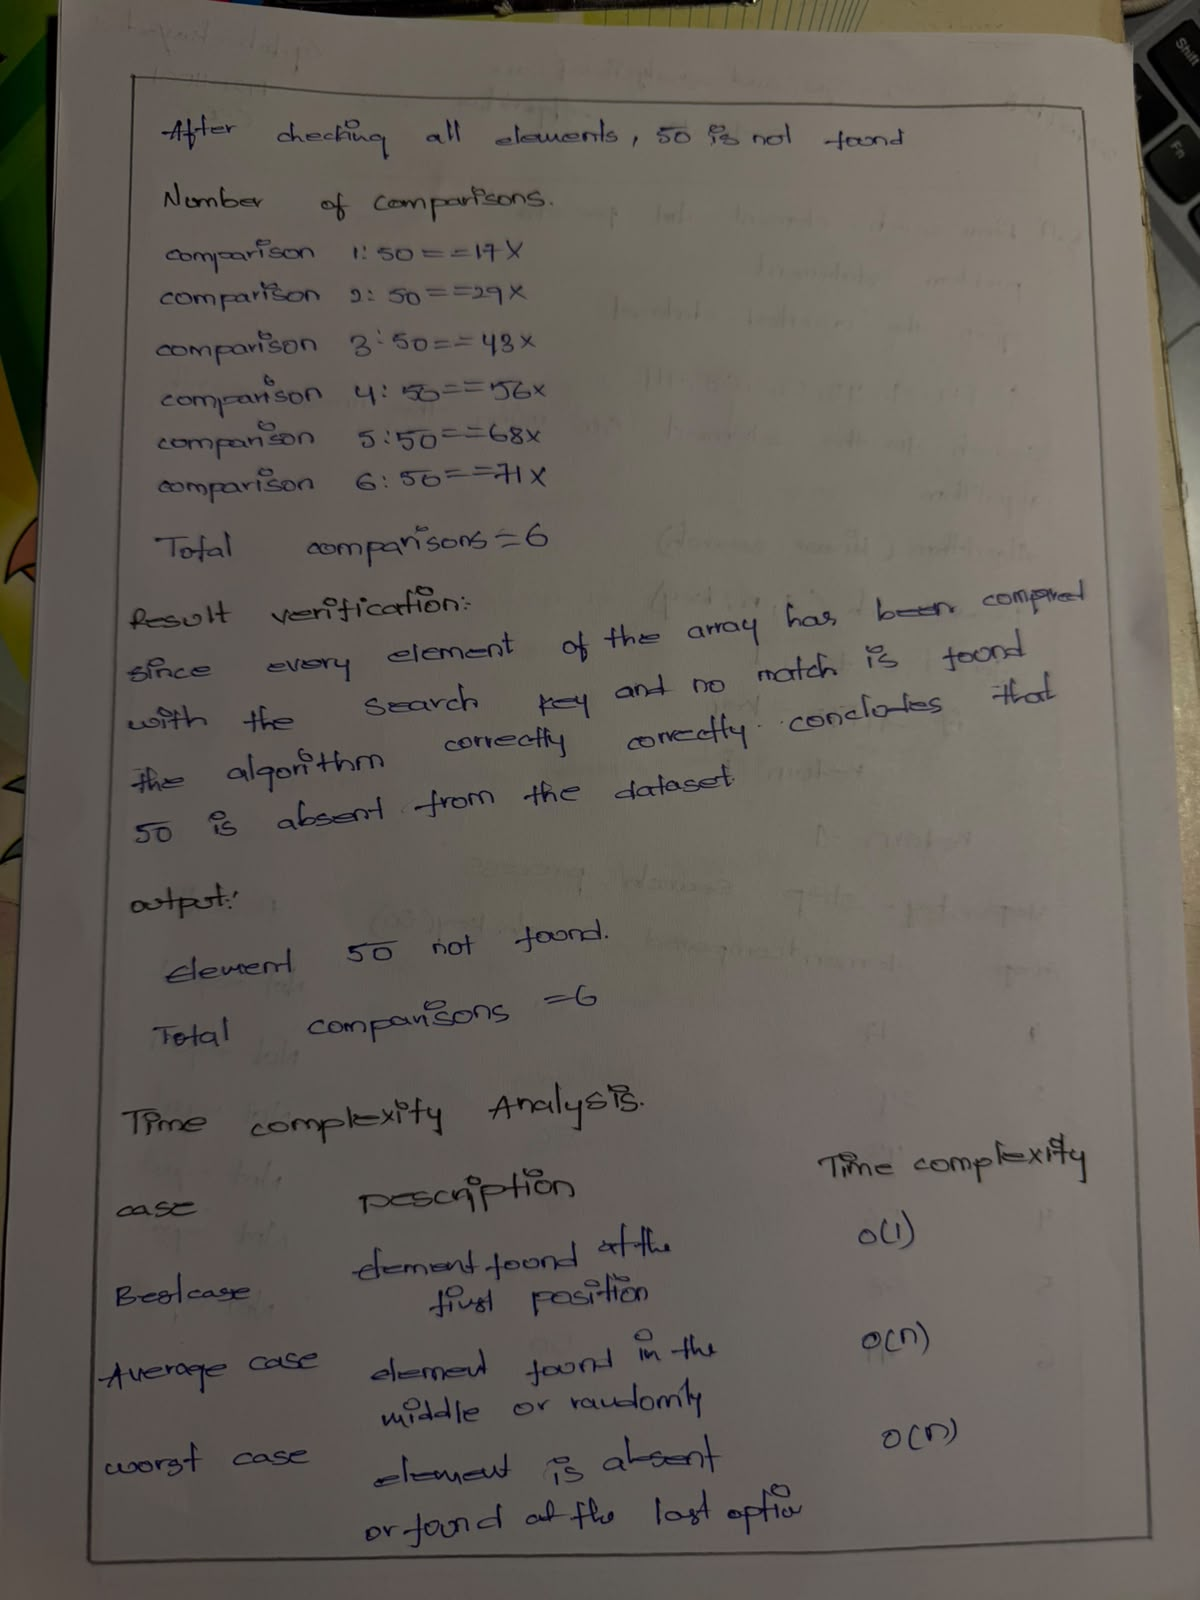 After checking all elements, 50 is not found
Number of comparisons.
comparison 1: 50 == 17 X
comparison 2: 50 == 29 X
comparison 3: 50 == 43 X
comparison 4: 50 == 56 X
comparison 5: 50 == 68 X
comparison 6: 50 == 71 X
Total comparisons = 6
Result verification:
since every element of the array has been compared
with the search key and no match is found
the algorithm correctly correctly concludes that
50 is absent from the dataset.
output:
Element 50 not found.
Total comparisons = 6
Time complexity Analysis.
case Description Time complexity
Best case element found at the O(1)
first position
Average case element found in the O(n)
middle or randomly
worst case element is absent O(n)
or found at the last optio
Shift
Fn